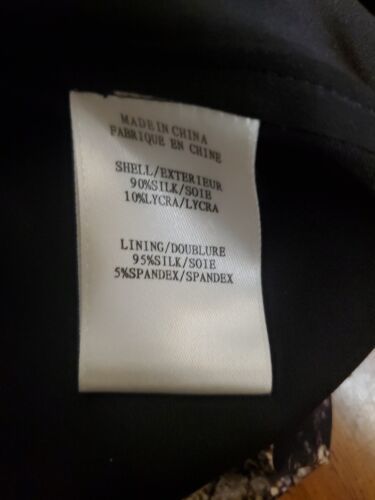 MADE IN CHINA
FABRIQUE EN CHINE
SHELL/EXTERIEUR
90%SILK/SOIE
10%LYCRA/LYCRA
LINING/DOUBLURE
95%SILK/SOIE
5%SPANDEX/SPANDEX